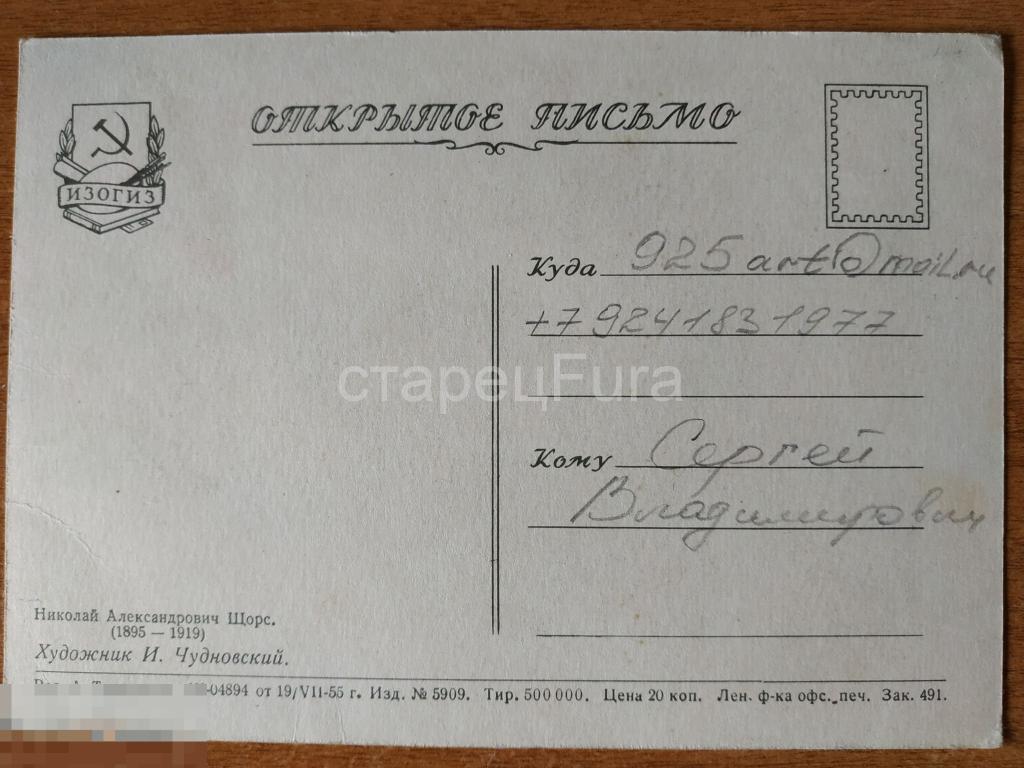 ОТКРЫТОЕ ПИСЬМО
ИЗОГИЗ
Куда 925art@mail.ru
+79241831977
старецFura
Кому Сергей
Владимирович
Николай Александрович Щорс.
(1895 — 1919)
Художник И. Чудновский.
04894 от 19/VII-55 г. Изд. № 5909. Тир. 500 000. Цена 20 коп. Лен. ф-ка офс. печ. Зак. 491.